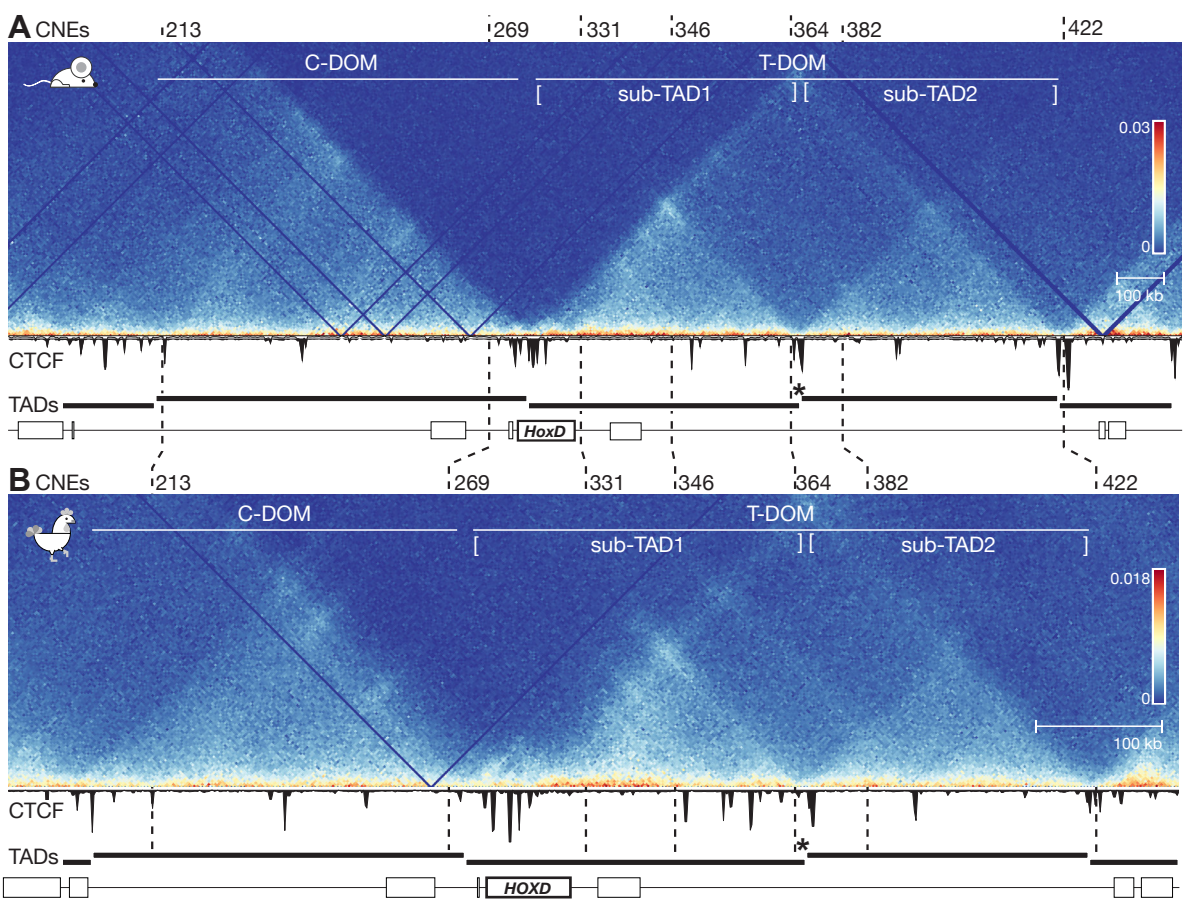 A CNEs 213 269 331 346 364 382 422
C-DOM T-DOM
[ sub-TAD1 ] [ sub-TAD2 ]
0.03
0
100 kb
CTCF
*
TADs
HoxD
B CNEs 213 269 331 346 364 382 422
C-DOM T-DOM
[ sub-TAD1 ] [ sub-TAD2 ]
0.018
0
100 kb
CTCF
*
TADs
HOXD